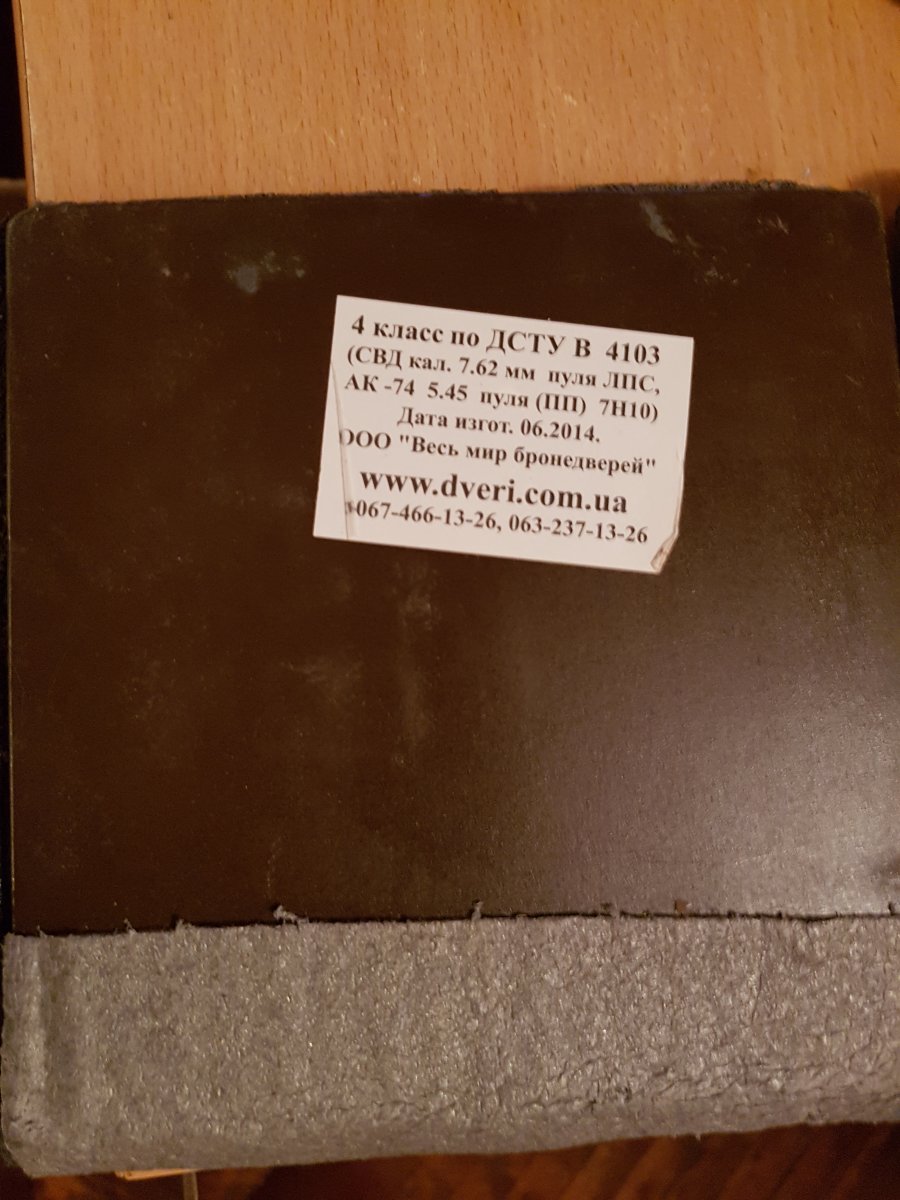 4 класс по ДСТУ В 4103
(СВД кал. 7.62 мм пуля ЛПС,
АК -74 5.45 пуля (ПП) 7Н10)
Дата изгот. 06.2014.
ООО "Весь мир бронедверей"
www.dveri.com.ua
067-466-13-26, 063-237-13-26